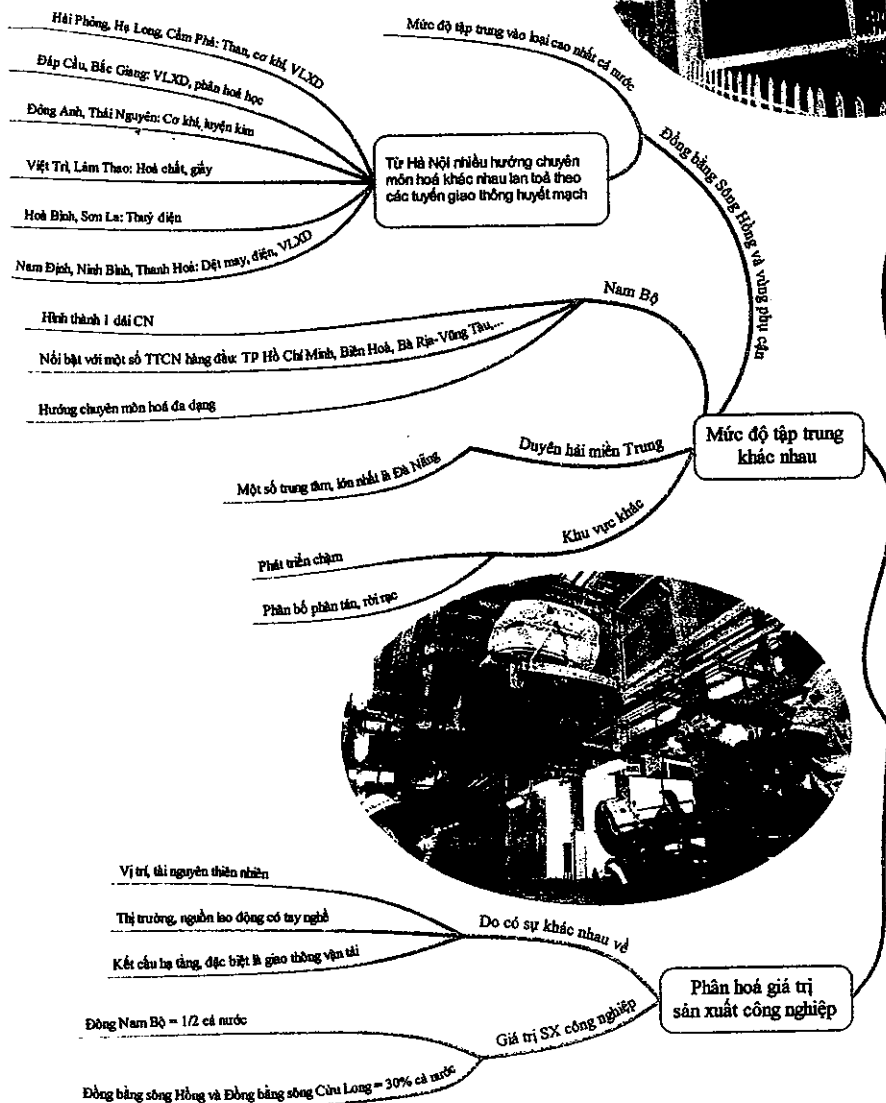 Mức độ tập trung vào loại cao nhất cả nước
Hải Phòng, Hạ Long, Cẩm Phả: Than, cơ khí, VLXD
Đáp Cầu, Bắc Giang: VLXD, phân hoá học
Đông Anh, Thái Nguyên: Cơ khí, luyện kim
Việt Trì, Lâm Thao: Hoá chất, giấy
Hoà Bình, Sơn La: Thuỷ điện
Nam Định, Ninh Bình, Thanh Hoá: Dệt may, điện, VLXD
Từ Hà Nội nhiều hướng chuyên
môn hoá khác nhau lan toả theo
các tuyến giao thông huyết mạch
Đồng bằng Sông Hồng và vùng phụ cận
Nam Bộ
Hình thành 1 dải CN
Nổi bật với một số TTCN hàng đầu: TP Hồ Chí Minh, Biên Hoà, Bà Rịa-Vũng Tàu,...
Hướng chuyên môn hoá đa dạng
Mức độ tập trung
khác nhau
Duyên hải miền Trung
Một số trung tâm, lớn nhất là Đà Nẵng
Khu vực khác
Phát triển chậm
Phân bố phân tán, rời rạc
Vị trí, tài nguyên thiên nhiên
Thị trường, nguồn lao động có tay nghề
Kết cấu hạ tầng, đặc biệt là giao thông vận tải
Do có sự khác nhau về
Phân hoá giá trị
sản xuất công nghiệp
Giá trị SX công nghiệp
Đông Nam Bộ = 1/2 cả nước
Đồng bằng sông Hồng và Đồng bằng sông Cửu Long = 30% cả nước